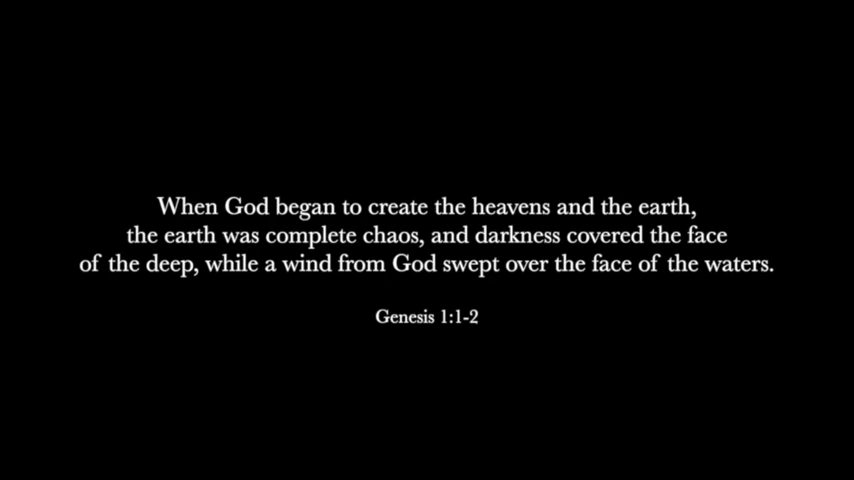 When God began to create the heavens and the earth,
the earth was complete chaos, and darkness covered the face
of the deep, while a wind from God swept over the face of the waters.
Genesis 1:1-2